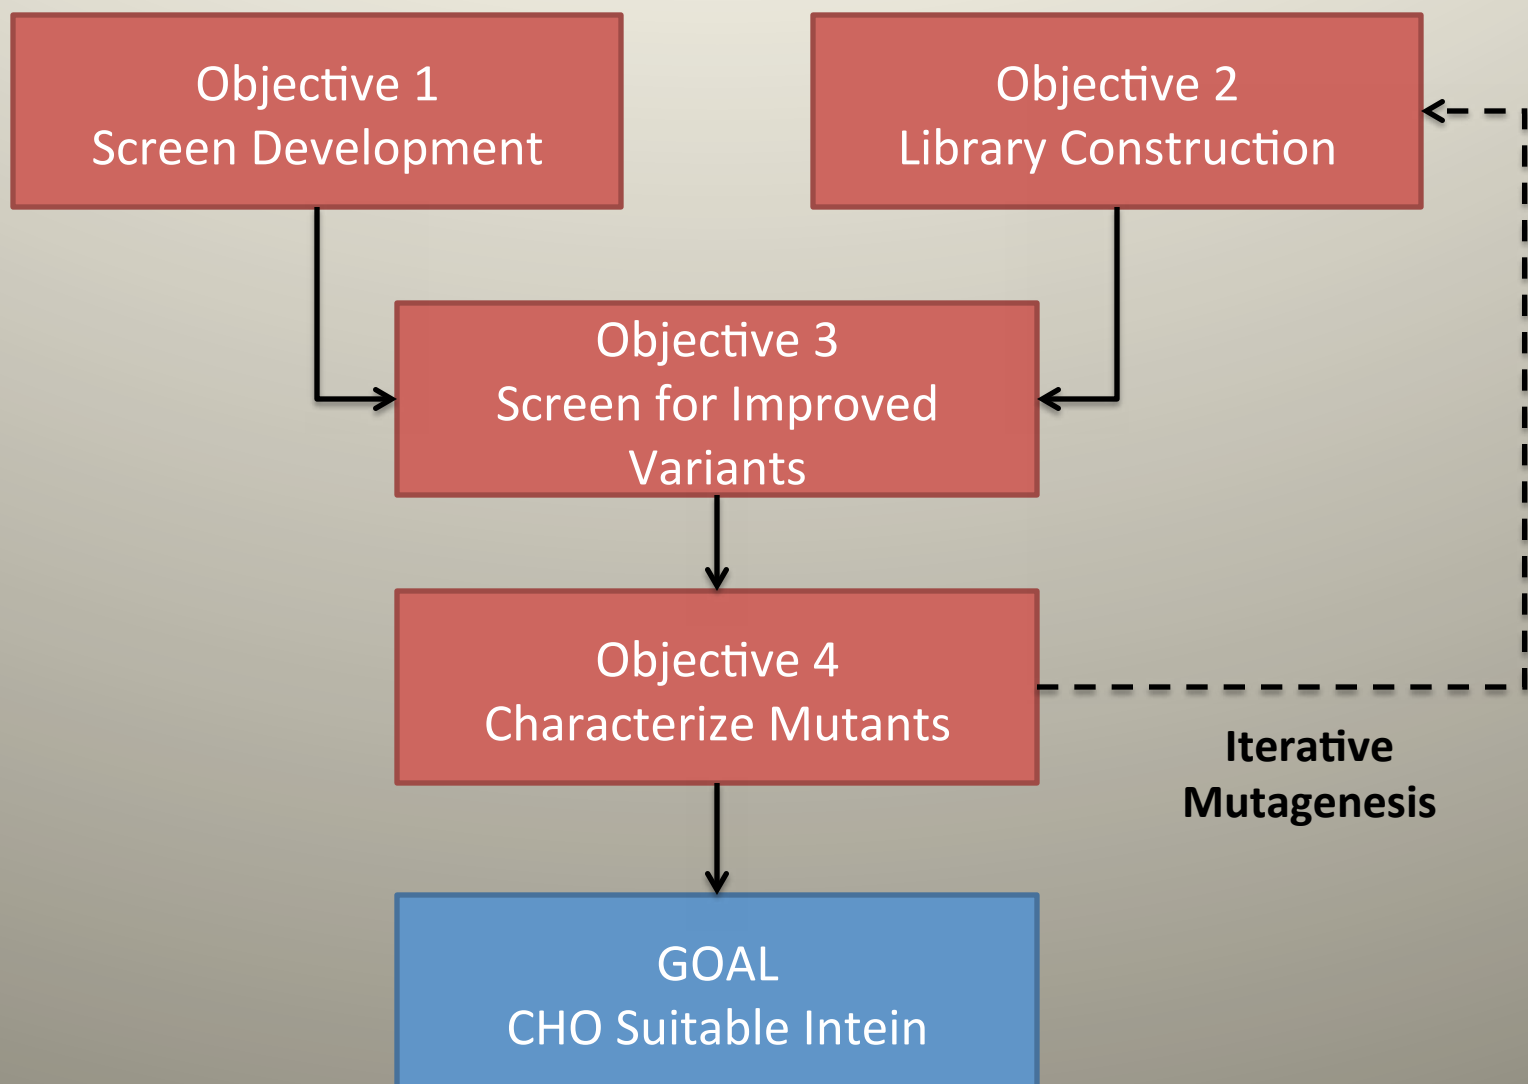 Objective 1
Screen Development
Objective 2
Library Construction
Objective 3
Screen for Improved
Variants
Objective 4
Characterize Mutants
Iterative
Mutagenesis
GOAL
CHO Suitable Intein